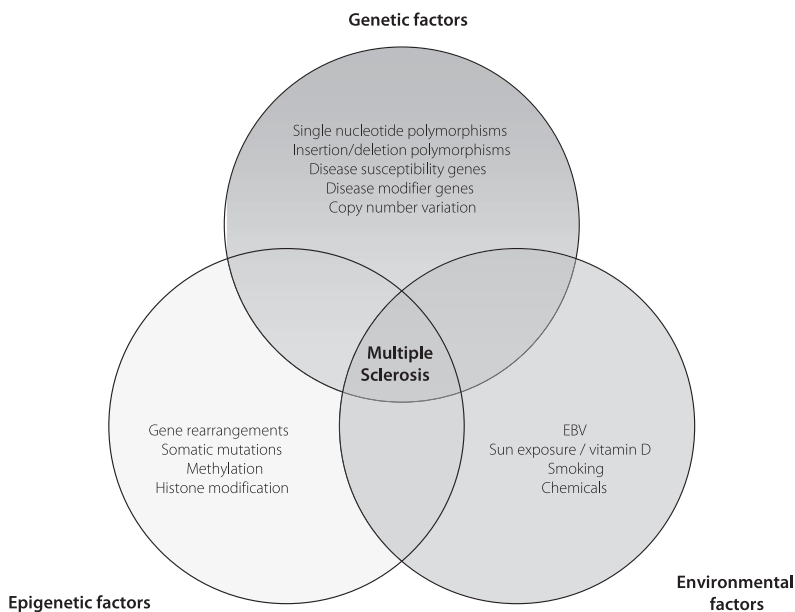 Genetic factors
Single nucleotide polymorphisms
Insertion/deletion polymorphisms
Disease susceptibility genes
Disease modifier genes
Copy number variation
Multiple
Sclerosis
Gene rearrangements
Somatic mutations
Methylation
Histone modification
EBV
Sun exposure / vitamin D
Smoking
Chemicals
Epigenetic factors
Environmental
factors